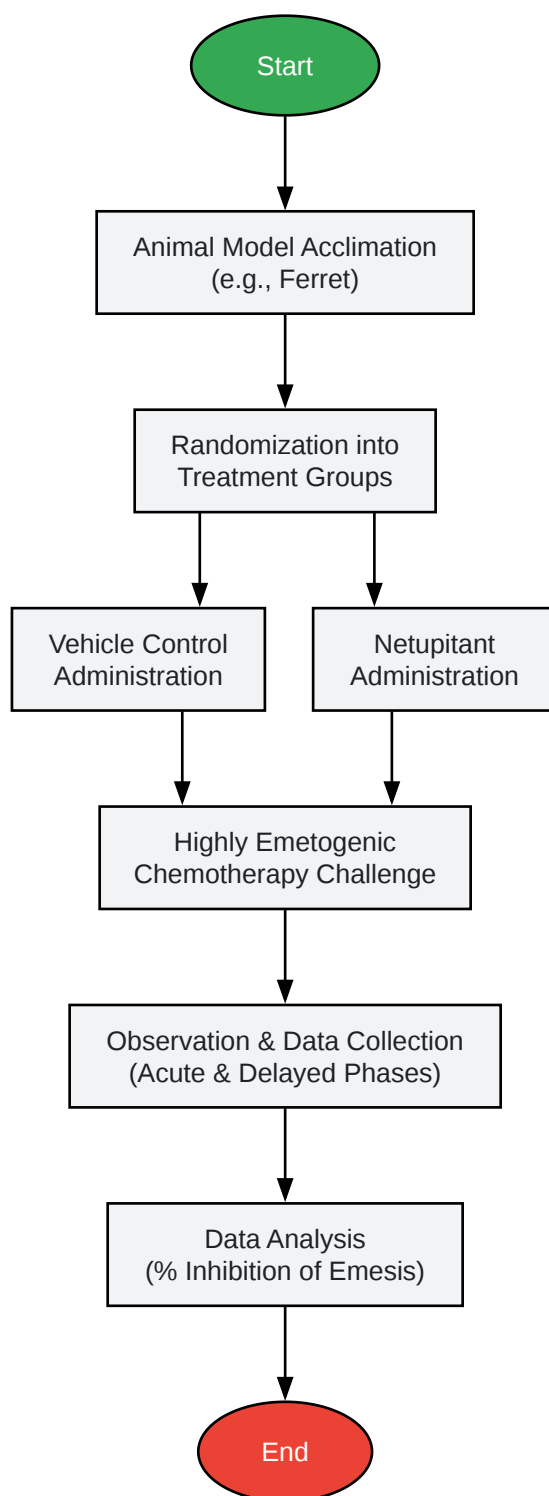 Start
Animal Model Acclimation
(e.g., Ferret)
Randomization into
Treatment Groups
Vehicle Control
Administration
Netupitant
Administration
Highly Emetogenic
Chemotherapy Challenge
Observation & Data Collection
(Acute & Delayed Phases)
Data Analysis
(% Inhibition of Emesis)
End